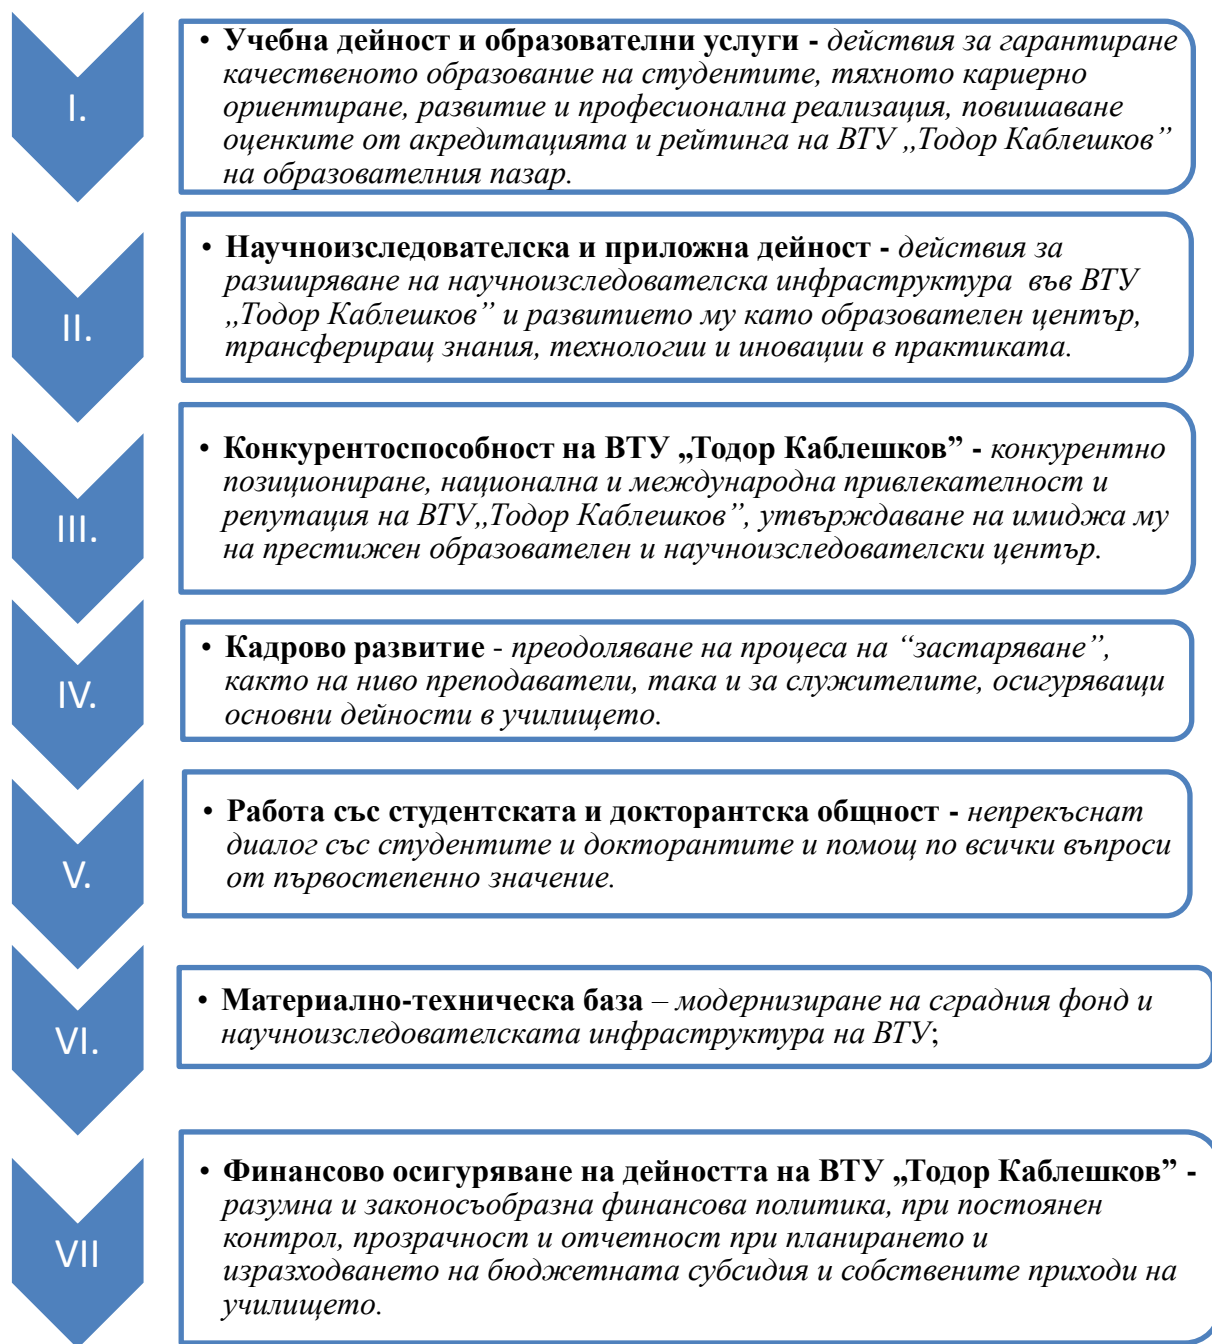 I.
• Учебна дейност и образователни услуги - действия за гарантиране
качественото образование на студентите, тяхното кариерно
ориентиране, развитие и професионална реализация, повишаване
оценките от акредитацията и рейтинга на ВТУ „Тодор Каблешков”
на образователния пазар.
II.
• Научноизследователска и приложна дейност - действия за
разширяване на научноизследователска инфраструктура във ВТУ
„Тодор Каблешков” и развитието му като образователен център,
трансфериращ знания, технологии и иновации в практиката.
III.
• Конкурентоспособност на ВТУ „Тодор Каблешков” - конкурентно
позициониране, национална и международна привлекателност и
репутация на ВТУ„Тодор Каблешков”, утвърждаване на имиджа му
на престижен образователен и научноизследователски център.
IV.
• Кадрово развитие - преодоляване на процеса на “застаряване”,
както на ниво преподаватели, така и за служителите, осигуряващи
основни дейности в училището.
V.
• Работа със студентската и докторантска общност - непрекъснат
диалог със студентите и докторантите и помощ по всички въпроси
от първостепенно значение.
VI.
• Материално-техническа база – модернизиране на сградния фонд и
научноизследователската инфраструктура на ВТУ;
VII
• Финансово осигуряване на дейността на ВТУ „Тодор Каблешков” -
разумна и законосъобразна финансова политика, при постоянен
контрол, прозрачност и отчетност при планирането и
изразходването на бюджетната субсидия и собствените приходи на
училището.